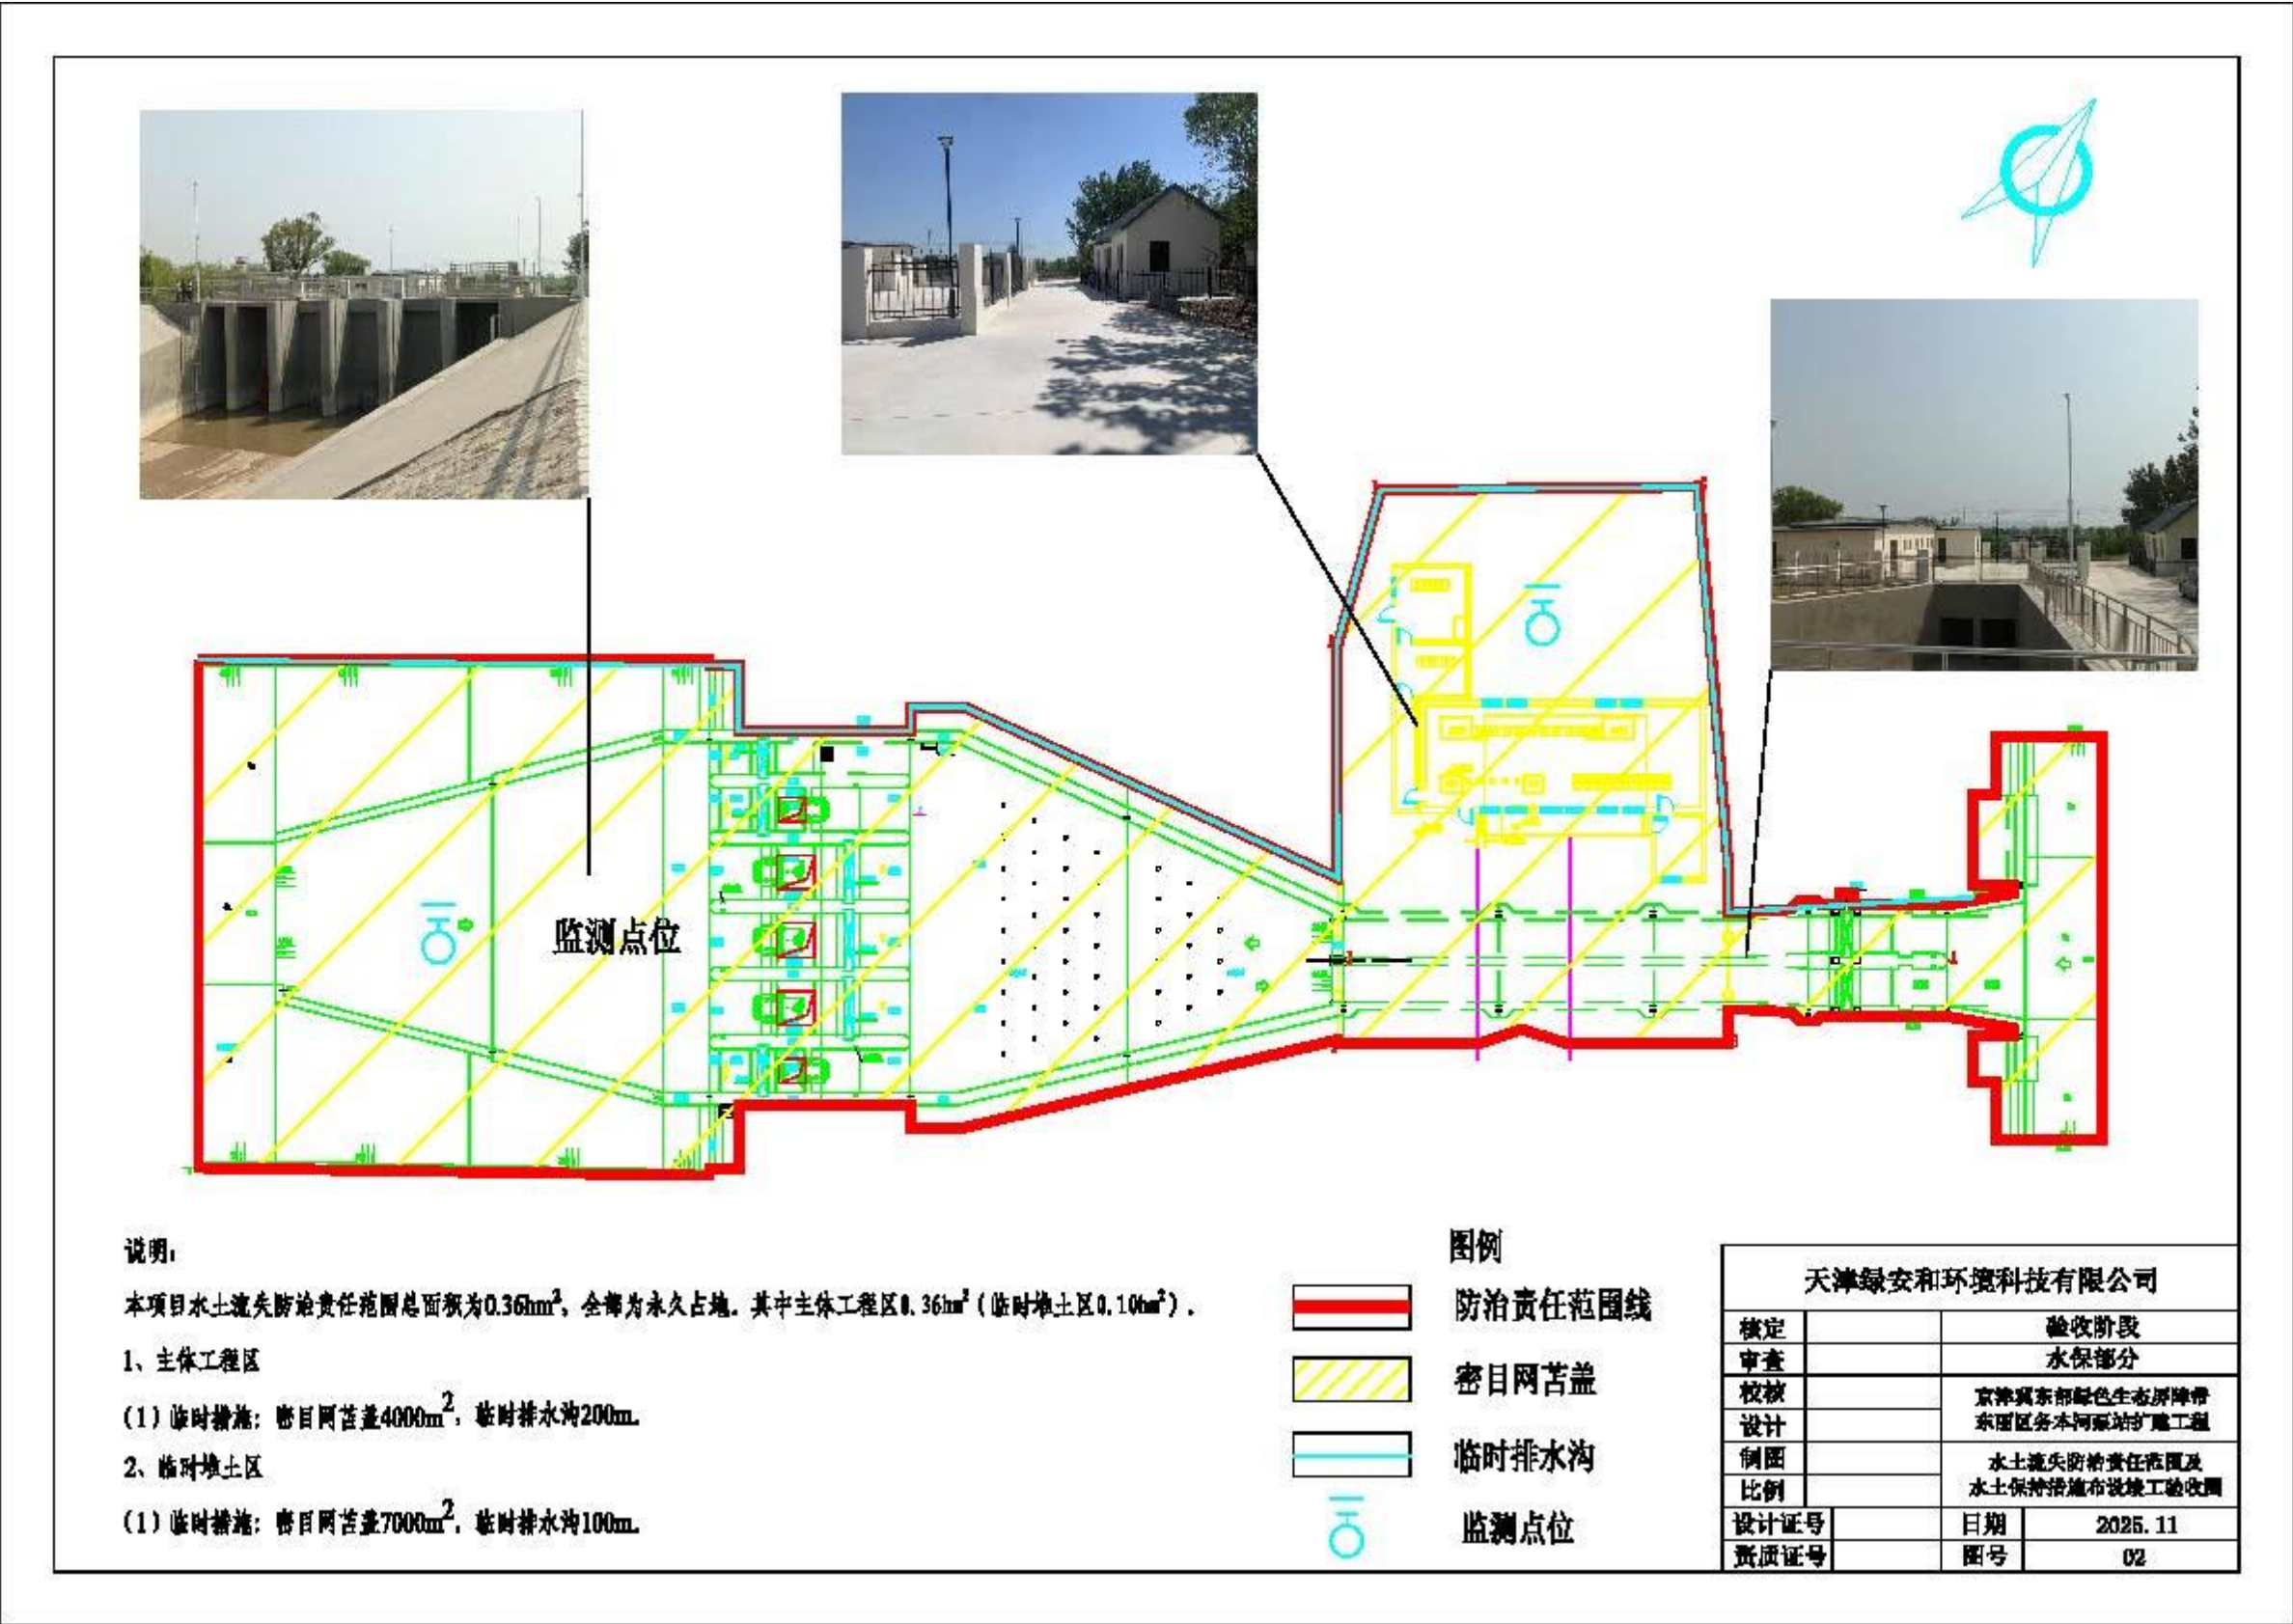 监测点位
说明：
本项目水土流失防治责任范围总面积为0.36hm²，全部为永久占地。其中主体工程区0.36hm²（临时堆土区0.10hm²）.
1、主体工程区
(1) 临时措施：密目网苫盖4000m²，临时排水沟200m.
2、临时堆土区
(1) 临时措施：密目网苫盖7000m²，临时排水沟100m.
图例
防治责任范围线
密目网苫盖
临时排水沟
监测点位
天津绿安和环境科技有限公司
核定
验收阶段
审查
水保部分
校核
京津冀东部绿色生态屏障带
设计
东丽区务本河泵站扩建工程
制图
水土流失防治责任范围及
比例
水土保持措施布设竣工验收图
设计证号
日期
2025.11
资质证号
图号
02